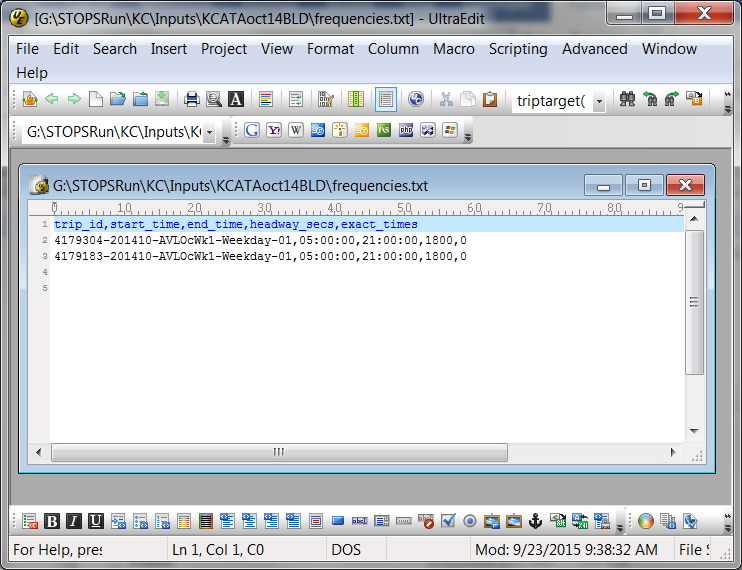 [G:\STOPSRun\KC\Inputs\KCATAoct14BLD\frequencies.txt] - UltraEdit
File Edit Search Insert Project View Format Column Macro Scripting Advanced Window
Help
triptarget(
G:\STOPSRun\KC\Inputs\K
G:\STOPSRun\KC\Inputs\KCATAoct14BLD\frequencies.txt
0 10 20 30 40 50 60 70 80 9
1 trip_id,start_time,end_time,headway_secs,exact_times
2 4179304-201410-AVLOcWk1-Weekday-01,05:00:00,21:00:00,1800,0
3 4179183-201410-AVLOcWk1-Weekday-01,05:00:00,21:00:00,1800,0
4
5
For Help, pres Ln 1, Col 1, C0 DOS Mod: 9/23/2015 9:38:32 AM File S